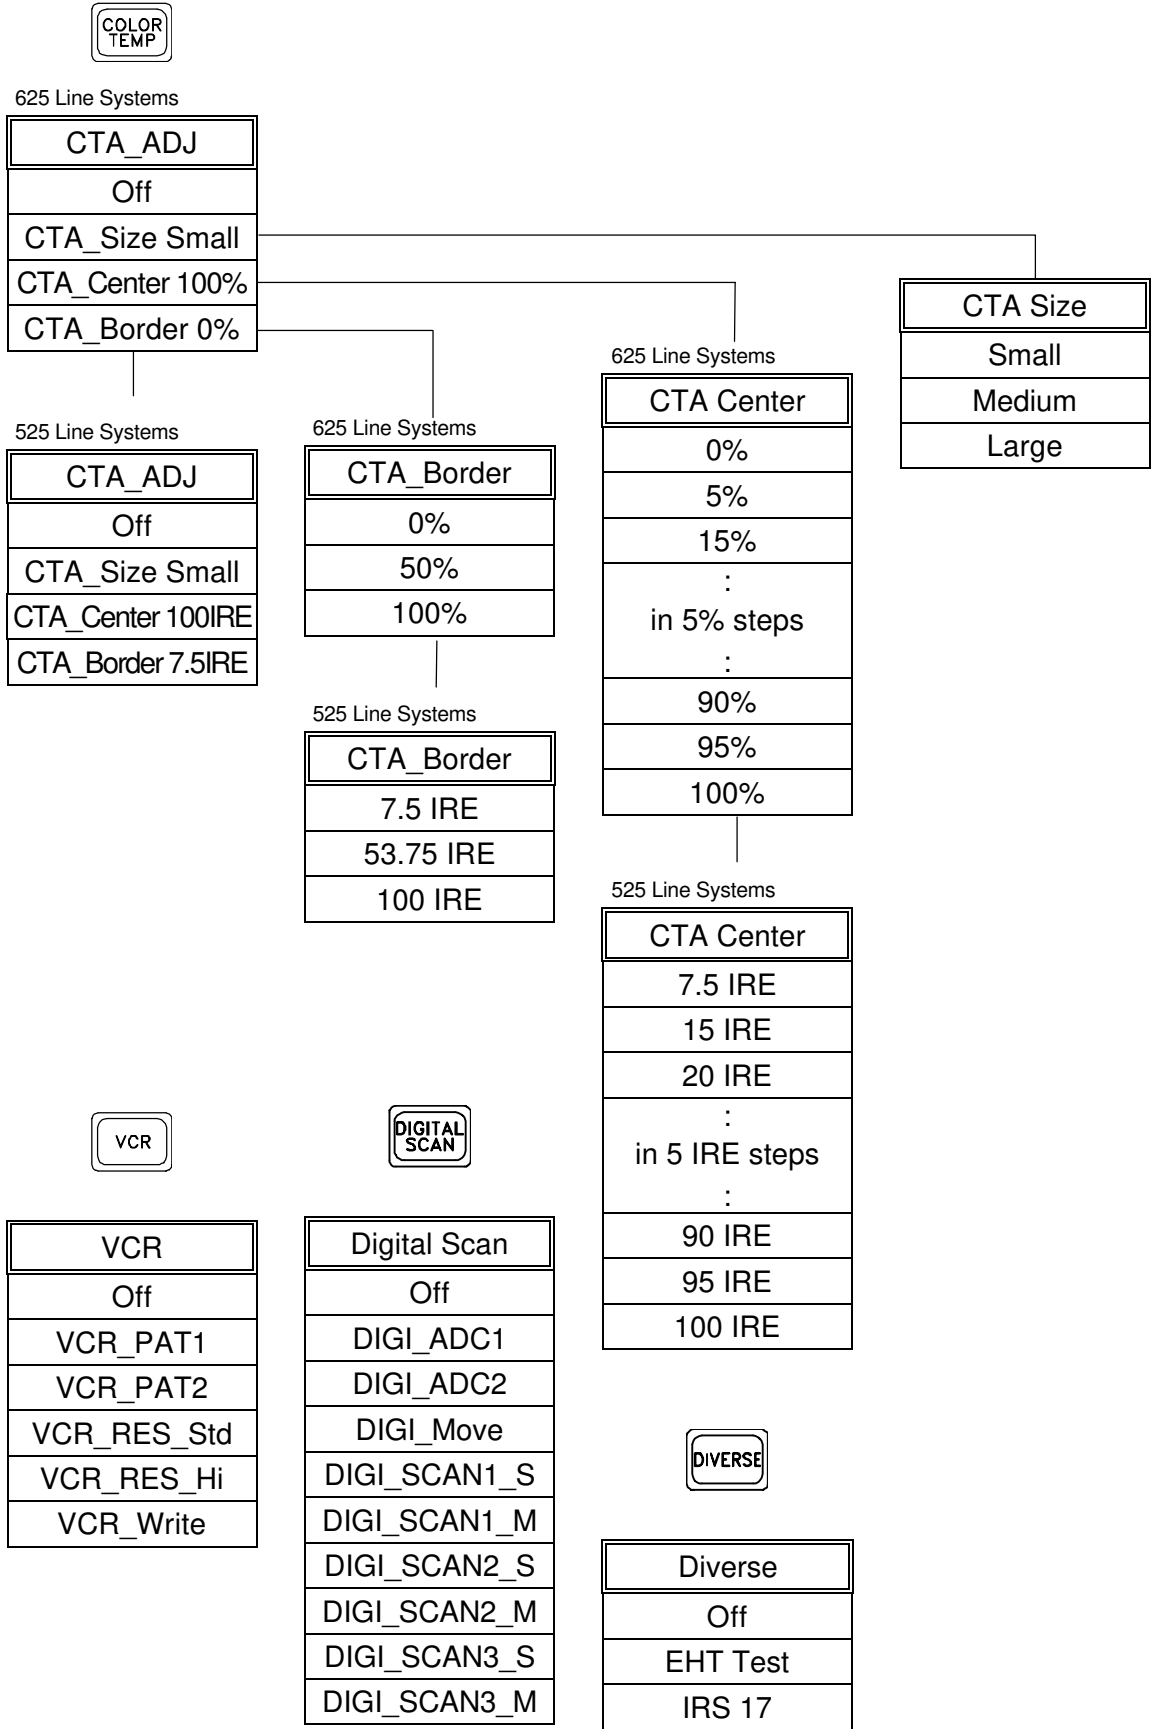 COLOR
TEMP
625 Line Systems
CTA_ADJ
Off
CTA_Size Small
CTA_Center 100%
CTA_Border 0%
525 Line Systems
CTA_ADJ
Off
CTA_Size Small
CTA_Center 100IRE
CTA_Border 7.5IRE
625 Line Systems
CTA_Border
0%
50%
100%
525 Line Systems
CTA_Border
7.5 IRE
53.75 IRE
100 IRE
625 Line Systems
CTA Center
0%
5%
15%
:
in 5% steps
:
90%
95%
100%
525 Line Systems
CTA Center
7.5 IRE
15 IRE
20 IRE
:
in 5 IRE steps
:
90 IRE
95 IRE
100 IRE
CTA Size
Small
Medium
Large
VCR
VCR
Off
VCR_PAT1
VCR_PAT2
VCR_RES_Std
VCR_RES_Hi
VCR_Write
DIGITAL
SCAN
Digital Scan
Off
DIGI_ADC1
DIGI_ADC2
DIGI_Move
DIGI_SCAN1_S
DIGI_SCAN1_M
DIGI_SCAN2_S
DIGI_SCAN2_M
DIGI_SCAN3_S
DIGI_SCAN3_M
DIVERSE
Diverse
Off
EHT Test
IRS 17